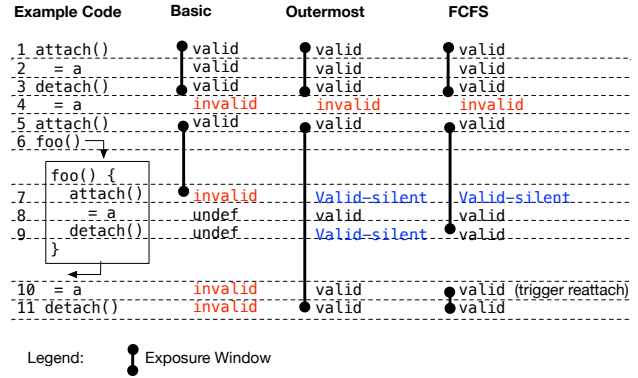 Example Code Basic Outermost FCFS
1 attach() valid valid valid
2 = a valid valid valid
3 detach() valid valid valid
4 = a invalid invalid invalid
5 attach() valid valid valid
6 foo()
foo() {
7 attach() invalid Valid-silent Valid-silent
8 = a undef valid valid
9 detach() undef Valid-silent valid
}
10 = a invalid valid valid (trigger reattach)
11 detach() invalid valid valid
Legend: Exposure Window